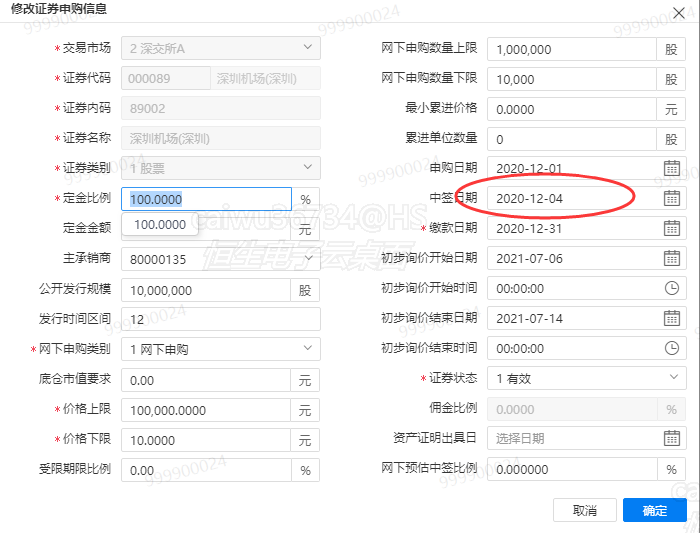 修改证券申购信息
* 交易市场 2 深交所A
* 证券代码 000089 深圳机场(深圳)
* 证券内码 89002
* 证券名称 深圳机场(深圳)
* 证券类别 1 股票
* 定金比例 100.0000 %
100.0000
定金金额 元
主承销商 80000135
公开发行规模 10,000,000 股
发行时间区间 12
* 网下申购类别 1 网下申购
底仓市值要求 0.00 元
* 价格上限 100,000.0000 元
* 价格下限 10.0000 元
受限期限比例 0.00 %
网下申购数量上限 1,000,000 股
网下申购数量下限 10,000 股
最小累进价格 0.0000 元
累进单位数量 0 股
申购日期 2020-12-01
中签日期 2020-12-04
* 缴款日期 2020-12-31
初步询价开始日期 2021-07-06
初步询价开始时间 00:00:00
初步询价结束日期 2021-07-14
初步询价结束时间 00:00:00
* 证券状态 1 有效
佣金比例 0.0000 %
资产证明出具日 选择日期
网下预估中签比例 0.000000 %
取消 确定
caiwu96734@HS
恒生电子云桌面
999900024
999900024
999900024
999900024
999900024
999900024
999900024
999900024